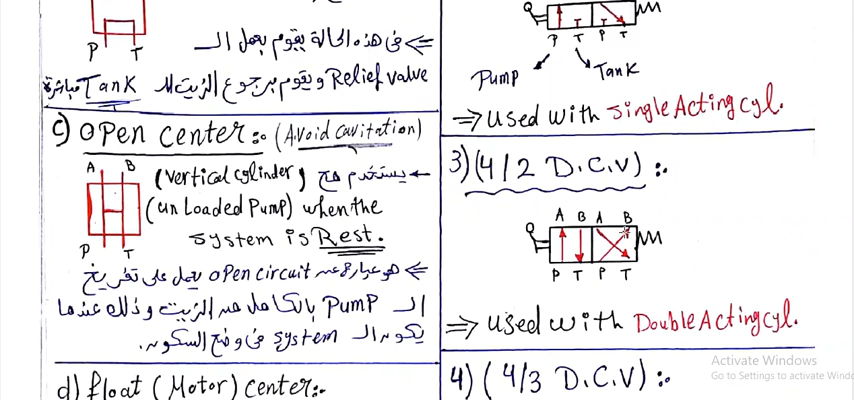 P T
⇐ فى هذه الحالة يقوم بعمل الـ
Relief valve ويقوم برجوع الزيت للـ Tank مباشرة
C) Open center:- (Avoid cavitation)
A B
← يستخدم مع (vertical cylinder)
(un Loaded Pump) when the
system is Rest.
P T
⇐ هو عبارة عن open circuit يعمل على تفريغ
الـ Pump بالكامل من الزيت وذلك عندما
يكون الـ system فى وضع السكون.
d) float (Motor) center:-
P T P T
Pump Tank
⇒ Used with Single Acting cyl.
3) (4/2 D.C.V) :-
A B A B
P T P T
⇒ Used with Double Acting cyl.
4) (4/3 D.C.V) :-
Activate Windows
Go to Settings to activate Windo